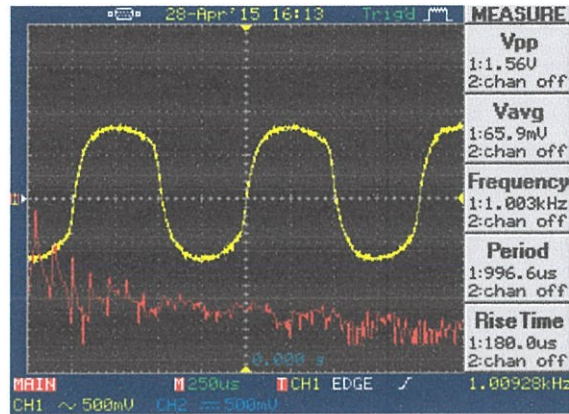 28-Apr'15 16:13 Trig'd MEASURE
Vpp
1:1.56V
2:chan off
Vavg
1:65.9mV
2:chan off
Frequency
1:1.003kHz
2:chan off
Period
1:996.6us
2:chan off
RiseTime
1:180.0us
2:chan off
0.000 s
MAIN M 250us T CH1 EDGE 1.00928kHz
CH1 ~ 500mV CH2 500mV